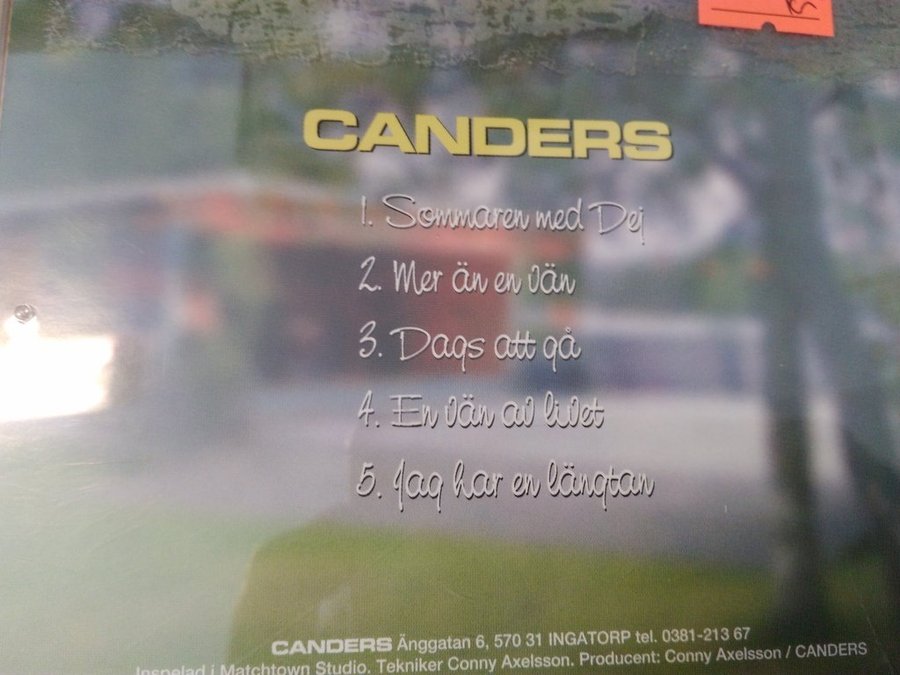 CANDERS
1. Sommaren med Dej
2. Mer än en vän
3. Dags att gå
4. En vän av livet
5. Jag har en längtan
CANDERS Änggatan 6, 570 31 INGATORP tel. 0381-213 67
Inspelad i Matchtown Studio. Tekniker Conny Axelsson. Producent: Conny Axelsson / CANDERS